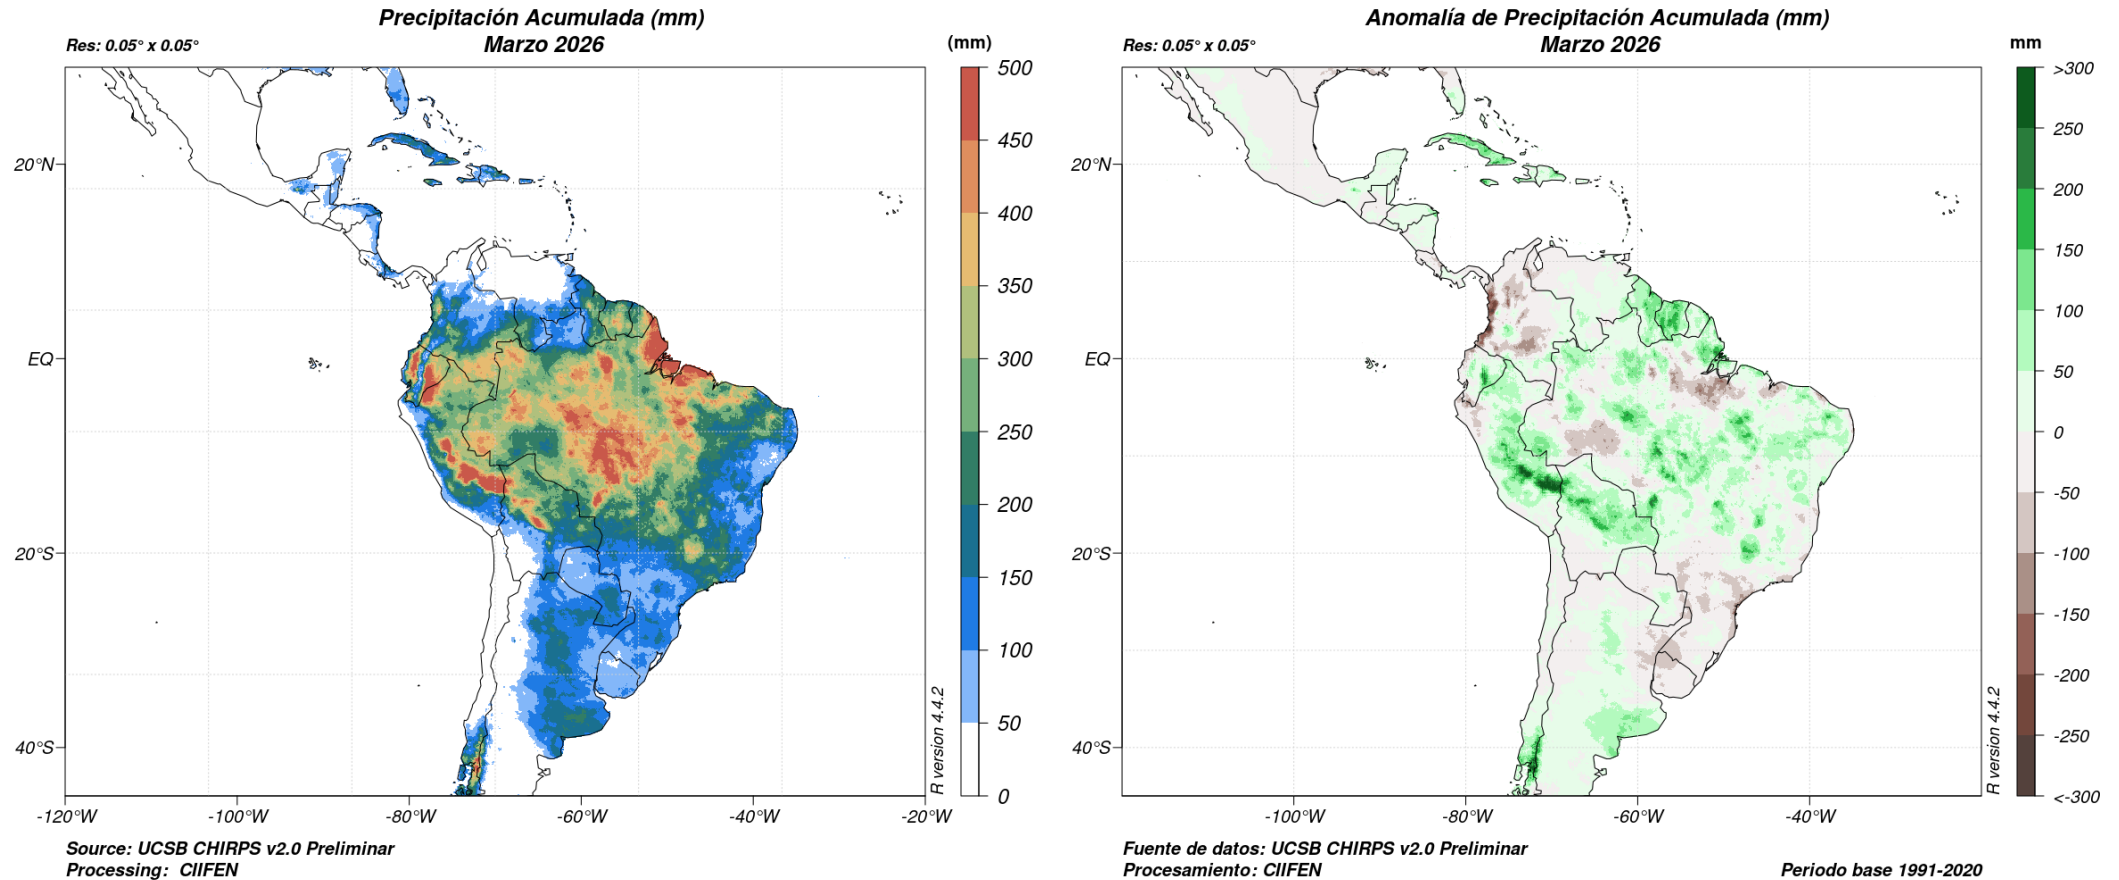 Precipitación Acumulada (mm)
Marzo 2026
Res: 0.05° x 0.05°
(mm)
500
450
400
350
300
250
200
150
100
50
0
20°N
EQ
20°S
40°S
-120°W
-100°W
-80°W
-60°W
-40°W
-20°W
R version 4.4.2
Source: UCSB CHIRPS v2.0 Preliminar
Processing: CIIFEN
Anomalía de Precipitación Acumulada (mm)
Marzo 2026
Res: 0.05° x 0.05°
mm
>300
250
200
150
100
50
0
-50
-100
-150
-200
-250
<-300
20°N
EQ
20°S
40°S
-100°W
-80°W
-60°W
-40°W
R version 4.4.2
Fuente de datos: UCSB CHIRPS v2.0 Preliminar
Procesamiento: CIIFEN
Periodo base 1991-2020